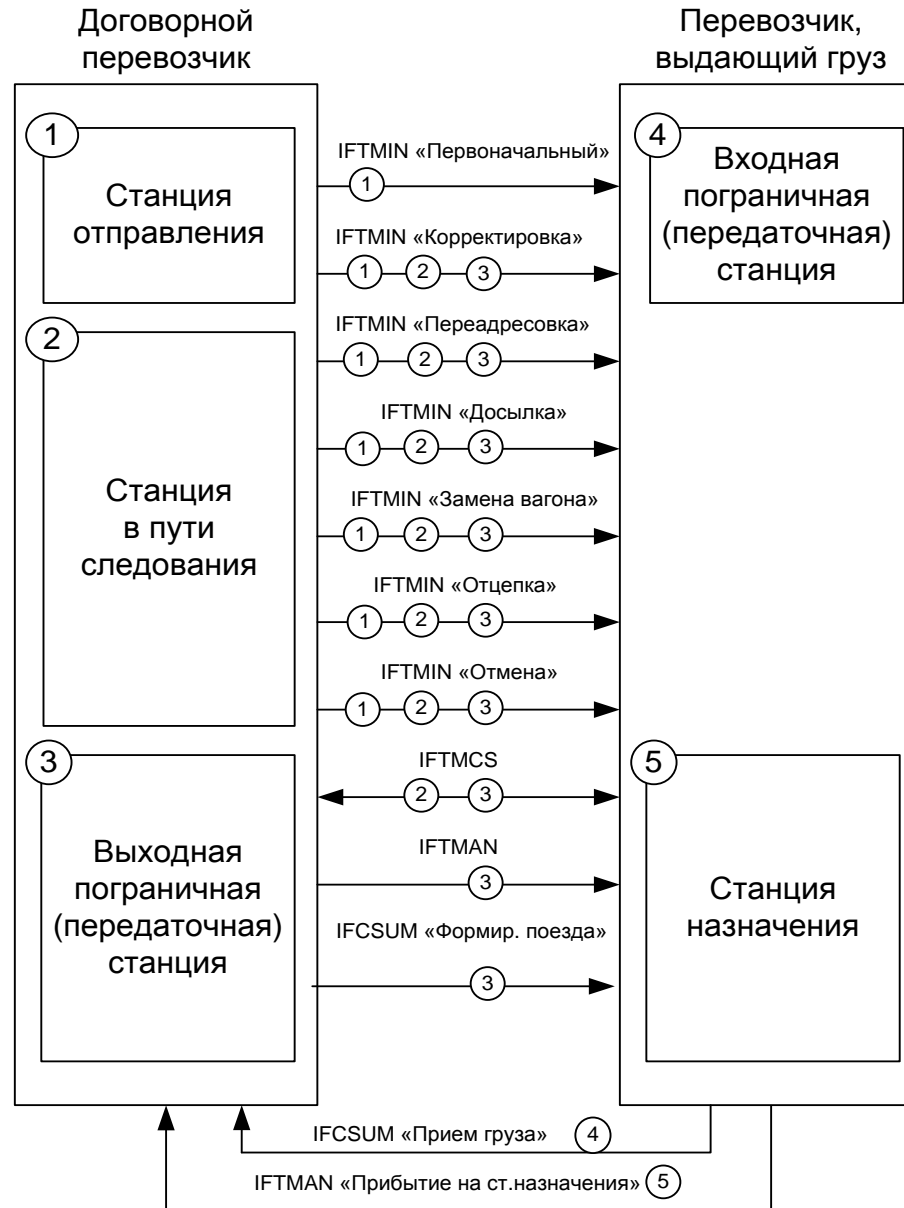 Договорной
перевозчик
Перевозчик,
выдающий груз
1
Станция
отправления
2
Станция
в пути
следования
3
Выходная
пограничная
(передаточная)
станция
IFTMIN «Первоначальный»
1
IFTMIN «Корректировка»
1 2 3
IFTMIN «Переадресовка»
1 2 3
IFTMIN «Досылка»
1 2 3
IFTMIN «Замена вагона»
1 2 3
IFTMIN «Отцепка»
1 2 3
IFTMIN «Отмена»
1 2 3
IFTMCS
2 3
IFTMAN
3
IFCSUM «Формир. поезда»
3
4
Входная
пограничная
(передаточная)
станция
5
Станция
назначения
IFCSUM «Прием груза» 4
IFTMAN «Прибытие на ст.назначения» 5